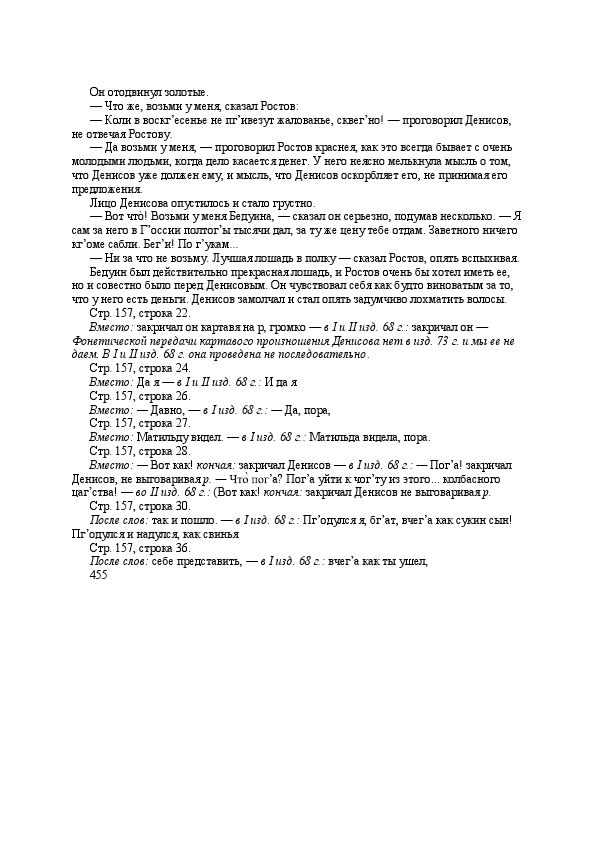 Он отодвинул золотые.
— Что же, возьми у меня, сказал Ростов:
— Коли в воскг’есенье не пг’ивезут жалованье, сквег’но! — проговорил Денисов,
не отвечая Ростову.
— Да возьми у меня, — проговорил Ростов краснея, как это всегда бывает с очень
молодыми людьми, когда дело касается денег. У него неясно мелькнула мысль о том,
что Денисов уже должен ему, и мысль, что Денисов оскорбляет его, не принимая его
предложения.
Лицо Денисова опустилось и стало грустно.
— Вот что̀! Возьми у меня Бедуина, — сказал он серьезно, подумав несколько. — Я
сам за него в Г’оссии полтог’ы тысячи дал, за ту же цену тебе отдам. Заветного ничего
кг’оме сабли. Бег’и! По г’укам...
— Ни за что не возьму. Лучшая лошадь в полку — сказал Ростов, опять вспыхивая.
Бедуин был действительно прекрасная лошадь, и Ростов очень бы хотел иметь ее,
но и совестно было перед Денисовым. Он чувствовал себя как будто виноватым за то,
что у него есть деньги. Денисов замолчал и стал опять задумчиво лохматить волосы.
Стр. 157, строка 22.
Вместо: закричал он картавя на р, громко — в I и II изд. 68 г.: закричал он —
Фонетической передачи картавого произношения Денисова нет в изд. 73 г. и мы ее не
даем. В I и II изд. 68 г. она проведена не последовательно.
Стр. 157, строка 24.
Вместо: Да я — в I и II изд. 68 г.: И да я
Стр. 157, строка 26.
Вместо: — Давно, — в I изд. 68 г.: — Да, пора,
Стр. 157, строка 27.
Вместо: Матильду видел. — в I изд. 68 г.: Матильда видела, пора.
Стр. 157, строка 28.
Вместо: — Вот как! кончая: закричал Денисов — в I изд. 68 г.: — Пог’а! закричал
Денисов, не выговаривая р. — Что̀ пог’а? Пог’а уйти к чог’ту из этого... колбасного
цаг’ства! — во II изд. 68 г.: (Вот как! кончая: закричал Денисов не выговаривая р.
Стр. 157, строка 30.
После слов: так и пошло. — в I изд. 68 г.: Пг’одулся я, бг’ат, вчег’а как сукин сын!
Пг’одулся и надулся, как свинья
Стр. 157, строка 36.
После слов: себе представить, — в I изд. 68 г.: вчег’а как ты ушел,
455